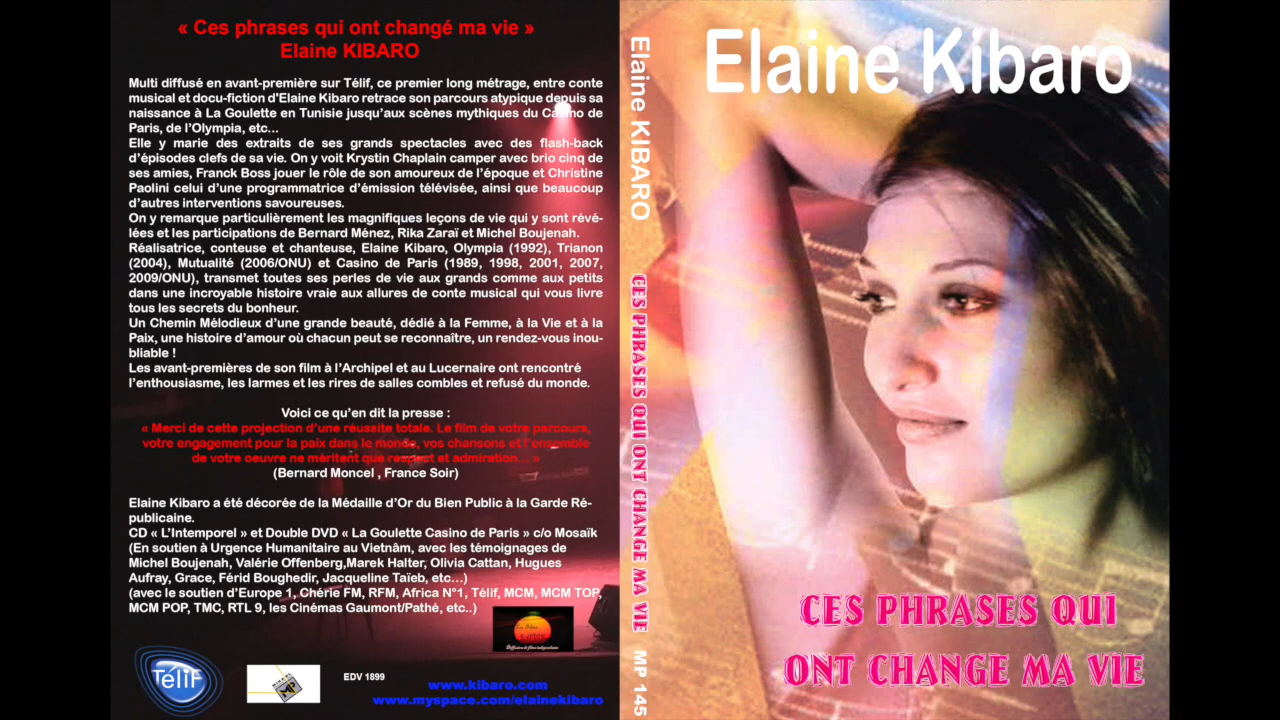 « Ces phrases qui ont changé ma vie »
Elaine KIBARO
Multi diffusé en avant-première sur Télif, ce premier long métrage, entre conte
musical et docu-fiction d'Elaine Kibaro retrace son parcours atypique depuis sa
naissance à La Goulette en Tunisie jusqu'aux scènes mythiques du Casino de
Paris, de l'Olympia, etc...
Elle y marie des extraits de ses grands spectacles avec des flash-back
d'épisodes clefs de sa vie. On y voit Krystin Chaplain camper avec brio cinq de
ses amies, Franck Boss jouer le rôle de son amoureux de l'époque et Christine
Paolini celui d'une programmatrice d'émission télévisée, ainsi que beaucoup
d'autres interventions savoureuses.
On y remarque particulièrement les magnifiques leçons de vie qui y sont révé-
lées et les participations de Bernard Ménez, Rika Zaraï et Michel Boujenah.
Réalisatrice, conteuse et chanteuse, Elaine Kibaro, Olympia (1992), Trianon
(2004), Mutualité (2006/ONU) et Casino de Paris (1989, 1998, 2001, 2007,
2009/ONU), transmet toutes ses perles de vie aux grands comme aux petits
dans une incroyable histoire vraie aux allures de conte musical qui vous livre
tous les secrets du bonheur.
Un Chemin Mélodieux d'une grande beauté, dédié à la Femme, à la Vie et à la
Paix, une histoire d'amour où chacun peut se reconnaître, un rendez-vous inou-
bliable !
Les avant-premières de son film à l'Archipel et au Lucernaire ont rencontré
l'enthousiasme, les larmes et les rires de salles combles et refusé du monde.
Voici ce qu'en dit la presse :
« Merci de cette projection d'une réussite totale. Le film de votre parcours,
votre engagement pour la paix dans le monde, vos chansons et l'ensemble
de votre oeuvre ne méritent que respect et admiration... »
(Bernard Moncel , France Soir)
Elaine Kibaro a été décorée de la Médaille d'Or du Bien Public à la Garde Ré-
publicaine.
CD « L'Intemporel » et Double DVD « La Goulette Casino de Paris » c/o Mosaïk
(En soutien à Urgence Humanitaire au Vietnâm, avec les témoignages de
Michel Boujenah, Valérie Offenberg,Marek Halter, Olivia Cattan, Hugues
Aufray, Grace, Férid Boughedir, Jacqueline Taïeb, etc...)
(avec le soutien d'Europe 1, Chérie FM, RFM, Africa N°1, Télif, MCM, MCM TOP,
MCM POP, TMC, RTL 9, les Cinémas Gaumont/Pathé, etc..)
Diffusion de films indépendants
TéliF
MP
EDV 1899
www.kibaro.com
www.myspace.com/elainekibaro
Elaine KIBARO
CES PHRASES QUI ONT CHANGE MA VIE
MP 145
Elaine Kibaro
CES PHRASES QUI
ONT CHANGE MA VIE